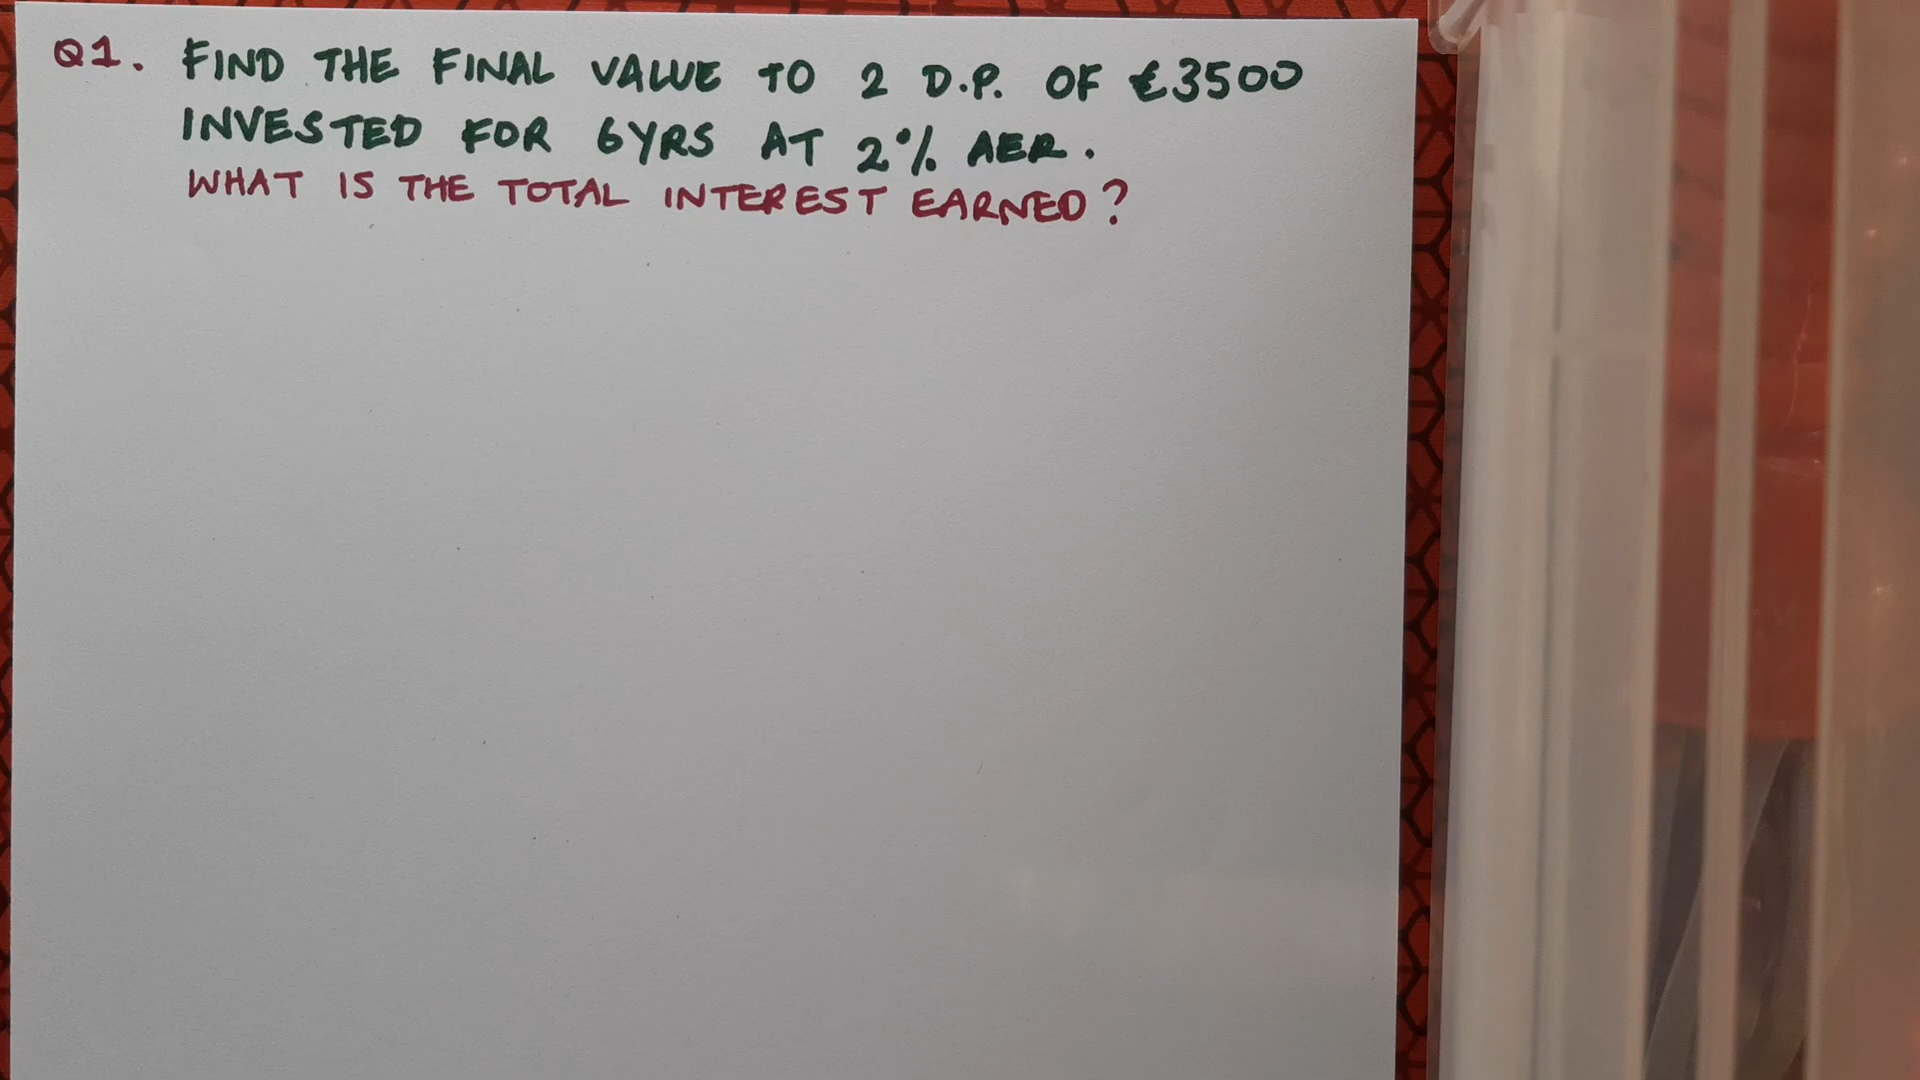 Q1. FIND THE FINAL VALUE TO 2 D.P. OF €3500
INVESTED FOR 6YRS AT 2% AER.
WHAT IS THE TOTAL INTEREST EARNED?